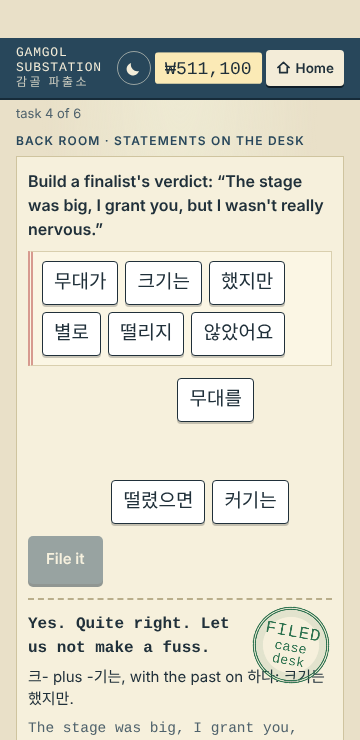 GAMGOL
SUBSTATION
감골 파출소
₩511,100
Home
task 4 of 6
BACK ROOM · STATEMENTS ON THE DESK
Build a finalist's verdict: “The stage
was big, I grant you, but I wasn't really
nervous.”
무대가 크기는 했지만
별로 떨리지 않았어요
무대를
떨렸으면 커기는
File it
Yes. Quite right. Let
us not make a fuss.
FILED
case
desk
크- plus -기는, with the past on 하다: 크기는
했지만.
The stage was big, I grant you,